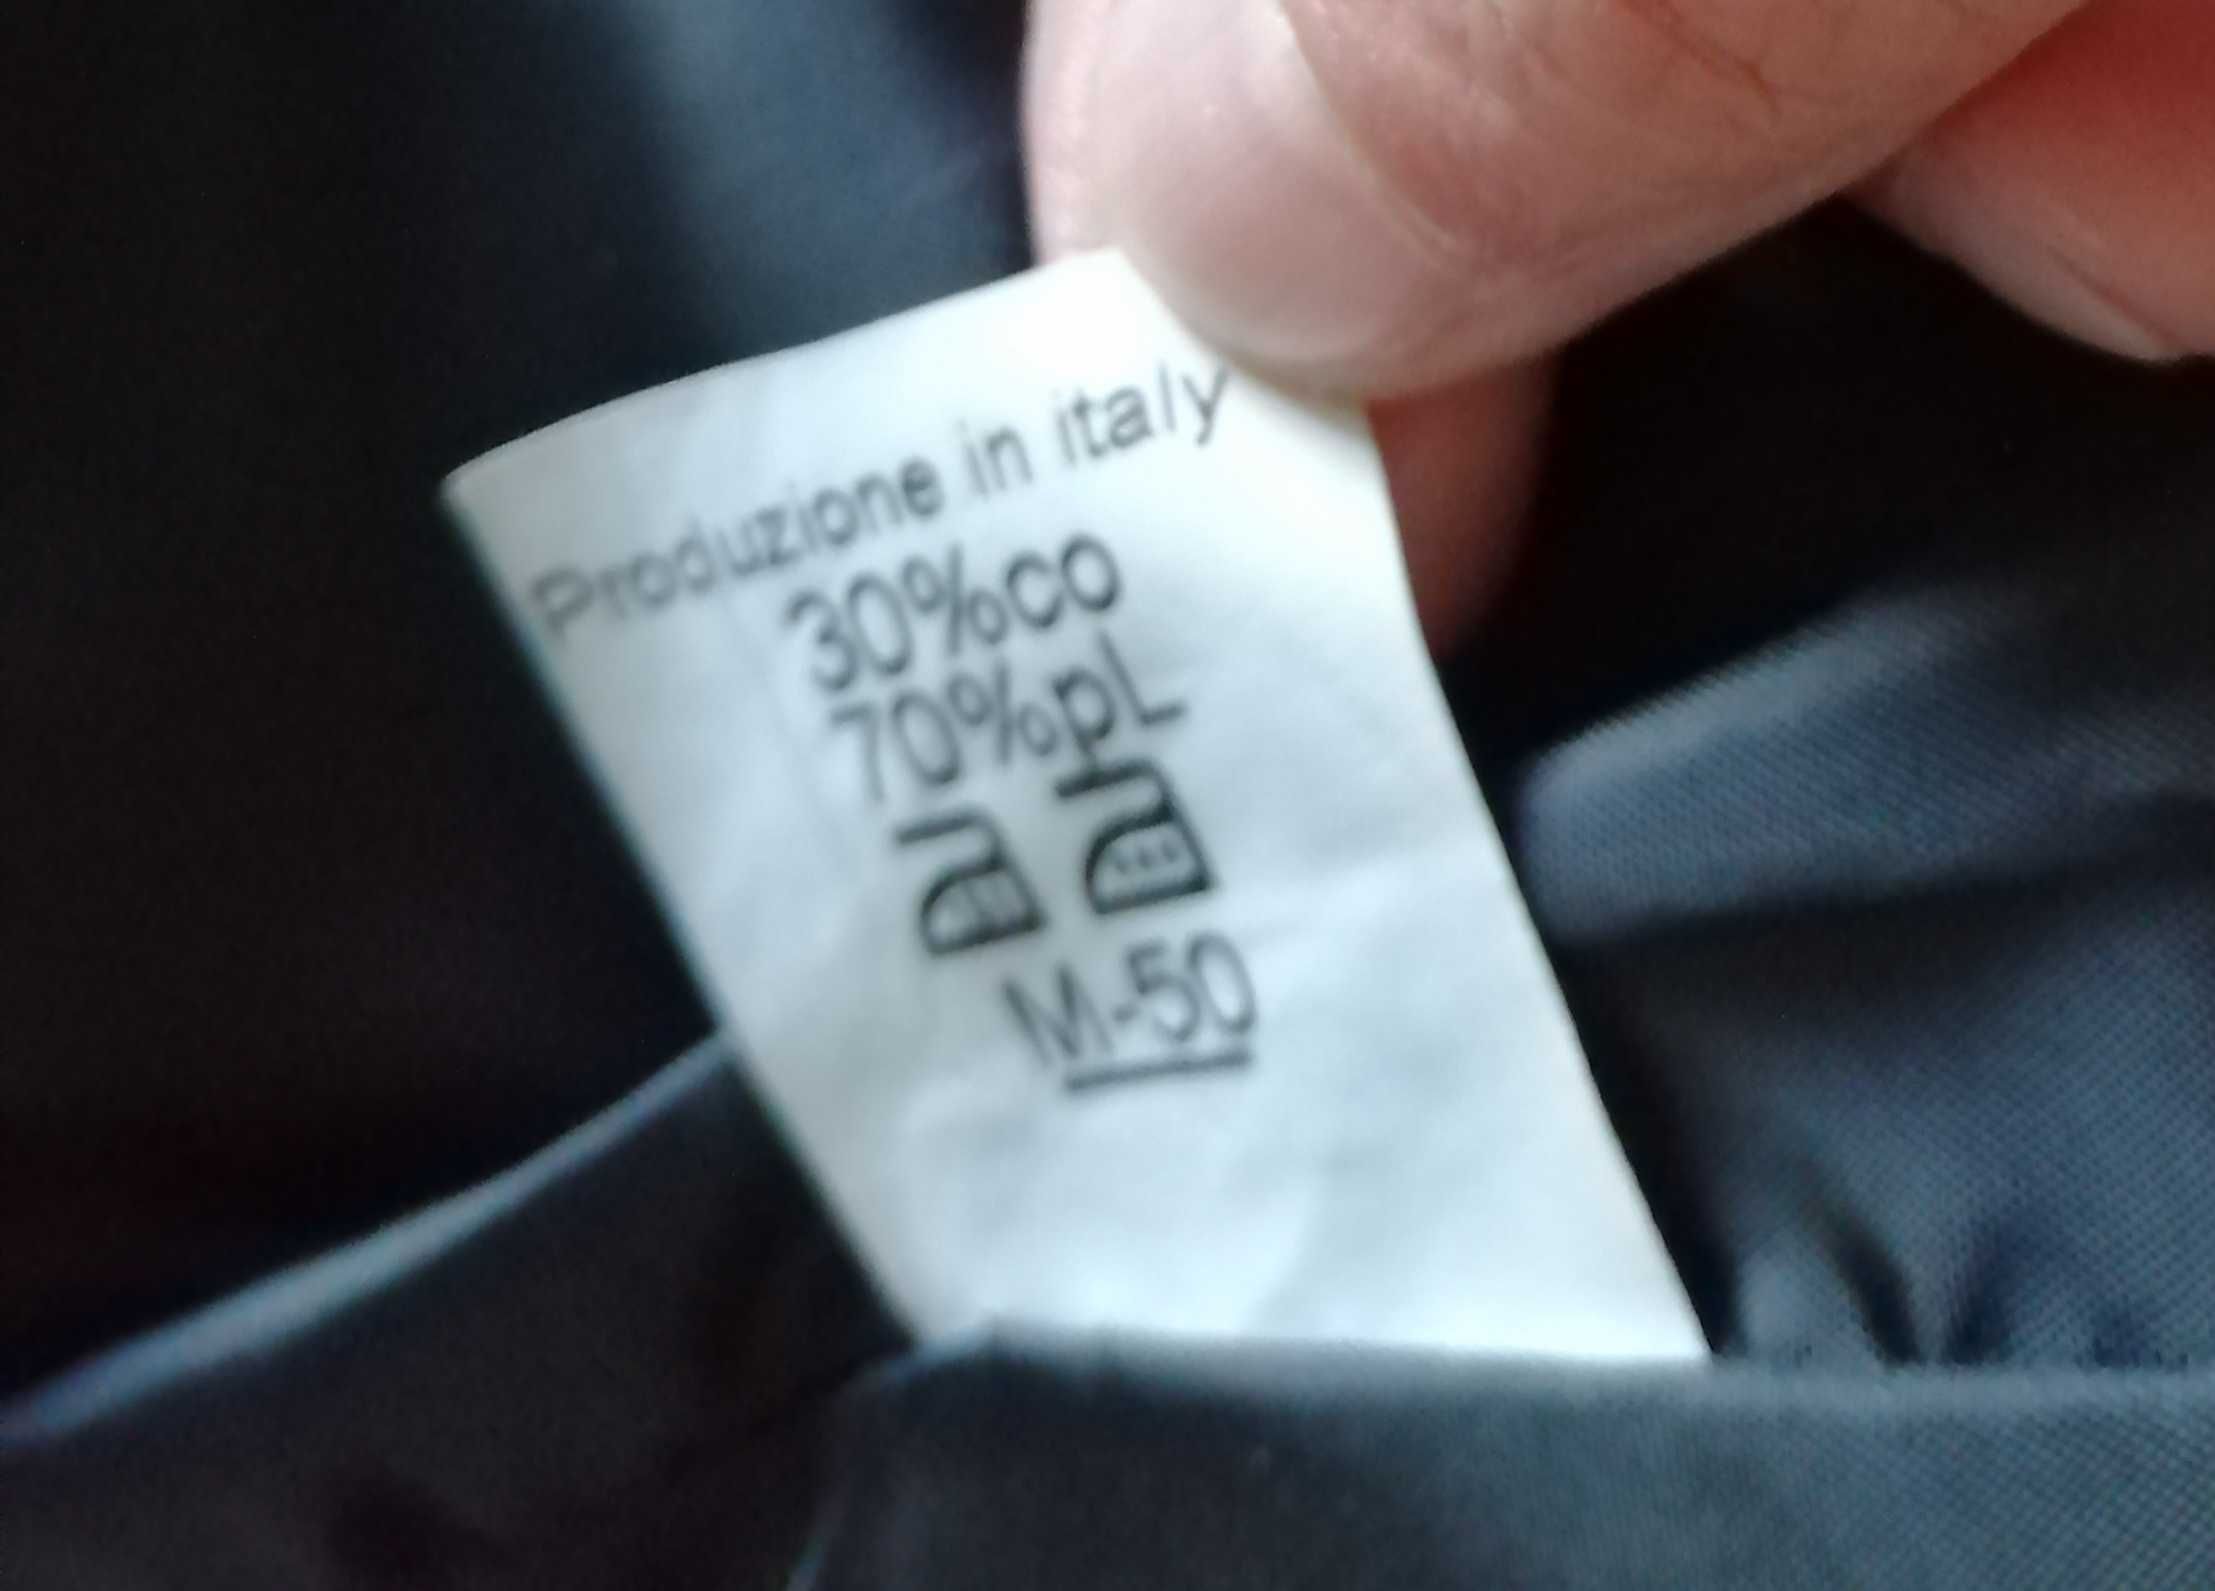 Produzione in italy
30%co
70%pL
M-50